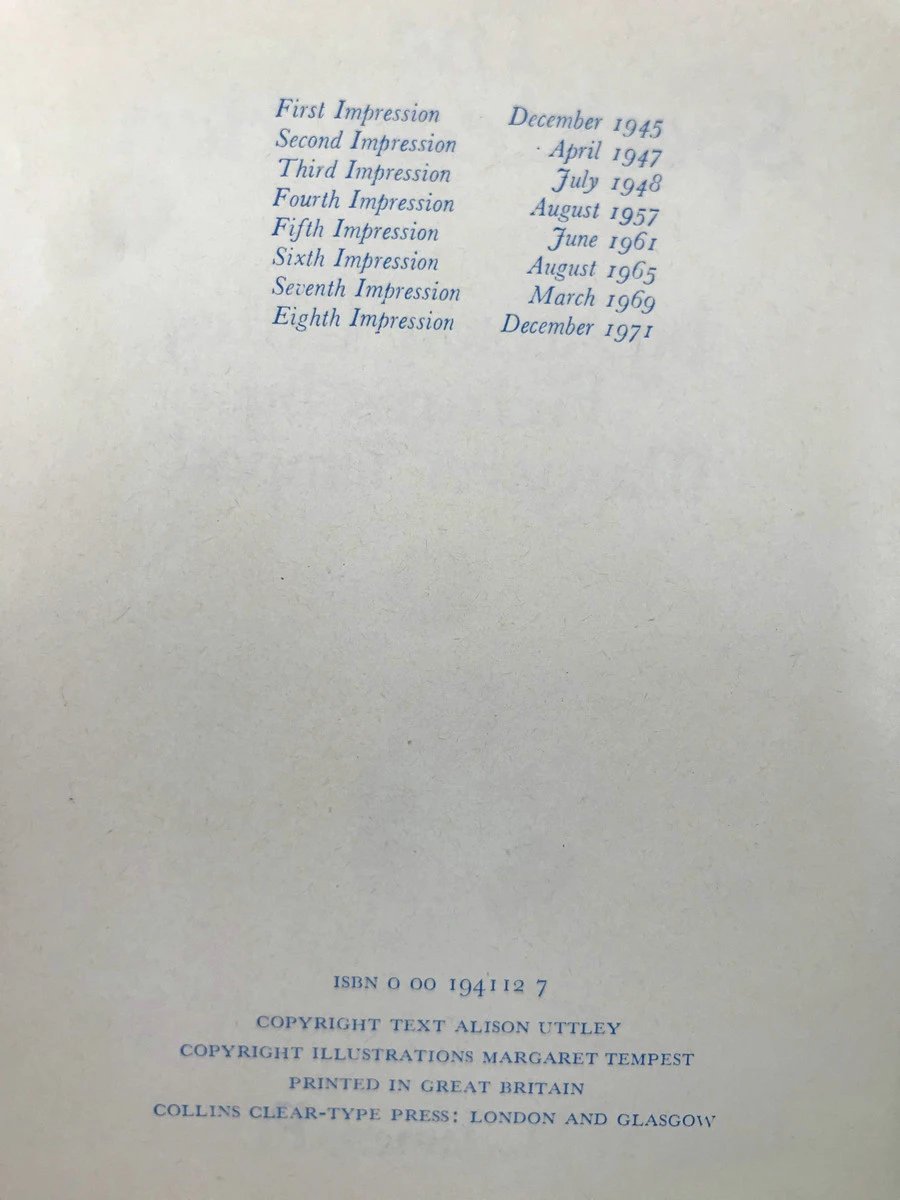 First Impression December 1945
Second Impression April 1947
Third Impression July 1948
Fourth Impression August 1957
Fifth Impression June 1961
Sixth Impression August 1965
Seventh Impression March 1969
Eighth Impression December 1971
ISBN 0 00 194112 7
COPYRIGHT TEXT ALISON UTTLEY
COPYRIGHT ILLUSTRATIONS MARGARET TEMPEST
PRINTED IN GREAT BRITAIN
COLLINS CLEAR-TYPE PRESS: LONDON AND GLASGOW